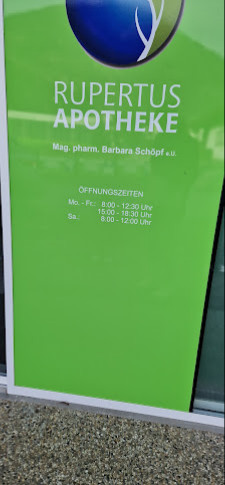 RUPERTUS
APOTHEKE
Mag. pharm. Barbara Schöpf e.U.
ÖFFNUNGSZEITEN
Mo. - Fr.: 8:00 - 12:30 Uhr
15:00 - 18:30 Uhr
Sa.: 8:00 - 12:00 Uhr